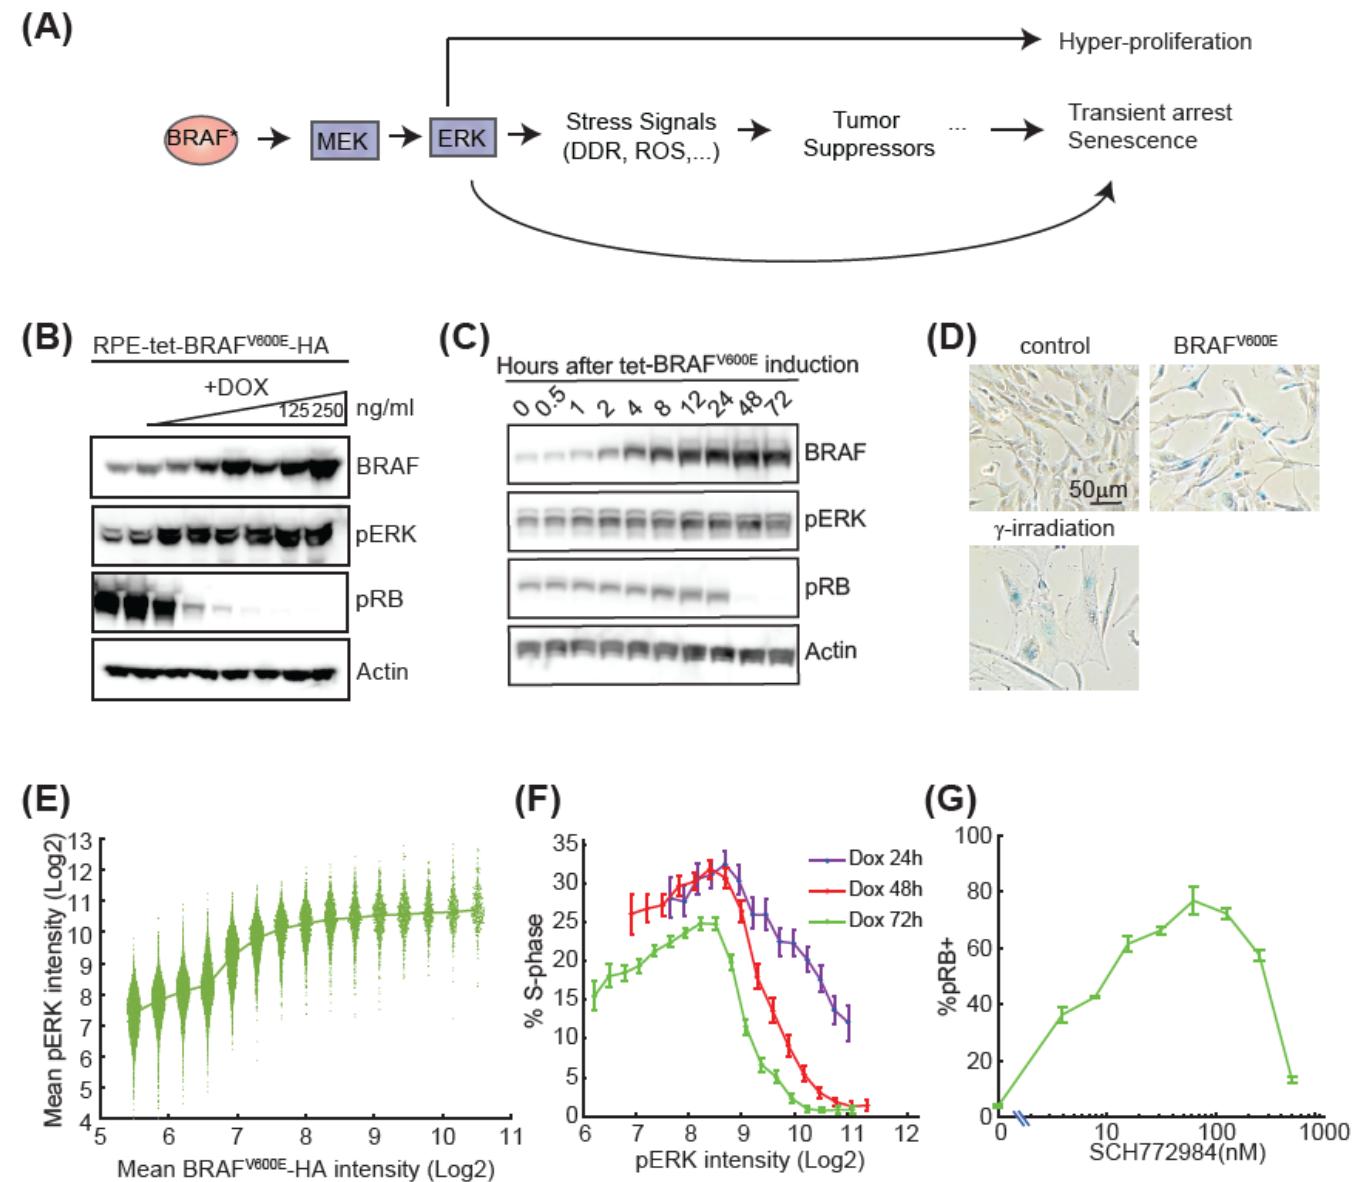 (A)
Hyper-proliferation
BRAF*
MEK
ERK
Stress Signals
(DDR, ROS,...)
Tumor
Suppressors
...
Transient arrest
Senescence
(B)
RPE-tet-BRAFV600E-HA
+DOX
125 250 ng/ml
BRAF
pERK
pRB
Actin
(C)
Hours after tet-BRAFV600E induction
0 0.5 1 2 4 8 12 24 48 72
BRAF
pERK
pRB
Actin
(D)
control
BRAFV600E
50μm
γ-irradiation
(E)
Mean pERK intensity (Log2)
13
12
11
10
9
8
7
6
5
4
5 6 7 8 9 10 11
Mean BRAFV600E-HA intensity (Log2)
(F)
% S-phase
35
30
25
20
15
10
5
0
Dox 24h
Dox 48h
Dox 72h
6 7 8 9 10 11 12
pERK intensity (Log2)
(G)
%pRB+
100
80
60
40
20
0
0 10 100 1000
SCH772984(nM)